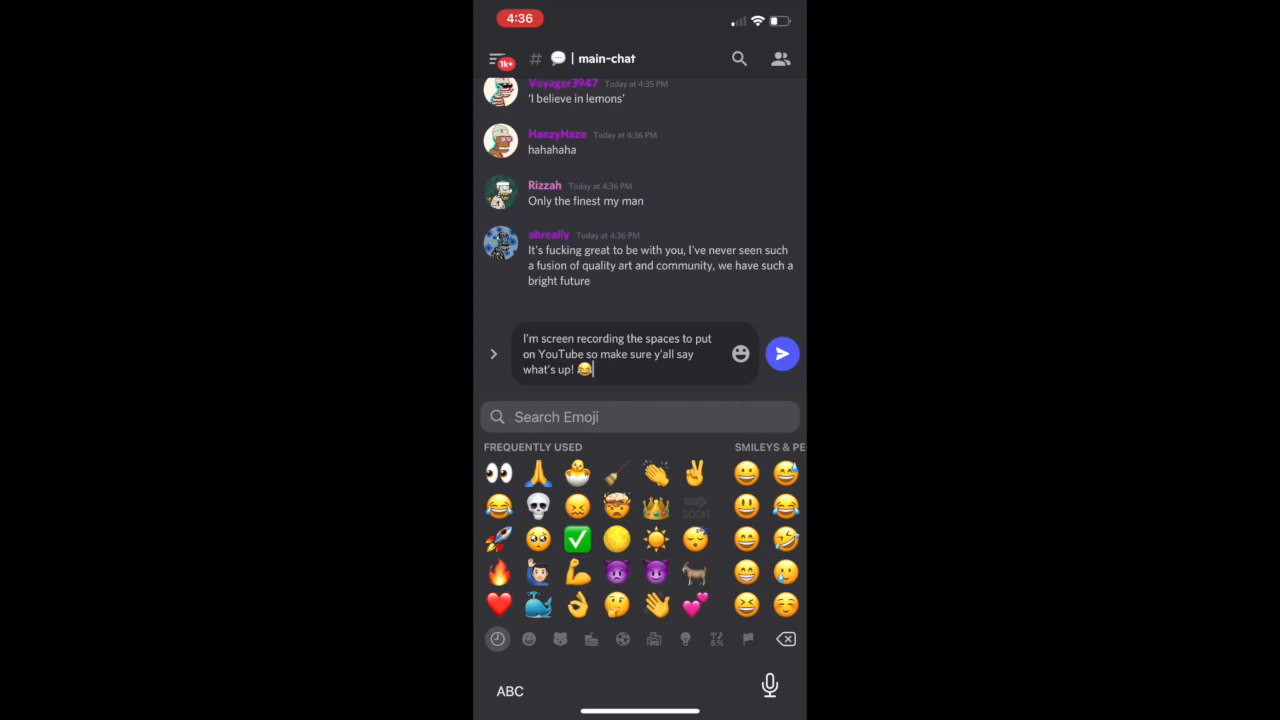 4:36
1k+
# 💬 | main-chat
Voyager3947 Today at 4:35 PM
'I believe in lemons'
HanzyHaze Today at 4:36 PM
hahahaha
Rizzah Today at 4:36 PM
Only the finest my man
ohreally Today at 4:36 PM
It's fucking great to be with you, I've never seen such
a fusion of quality art and community, we have such a
bright future
I'm screen recording the spaces to put
on YouTube so make sure y'all say
what's up! 😂
Search Emoji
FREQUENTLY USED
SMILEYS & PE
SOON
ABC